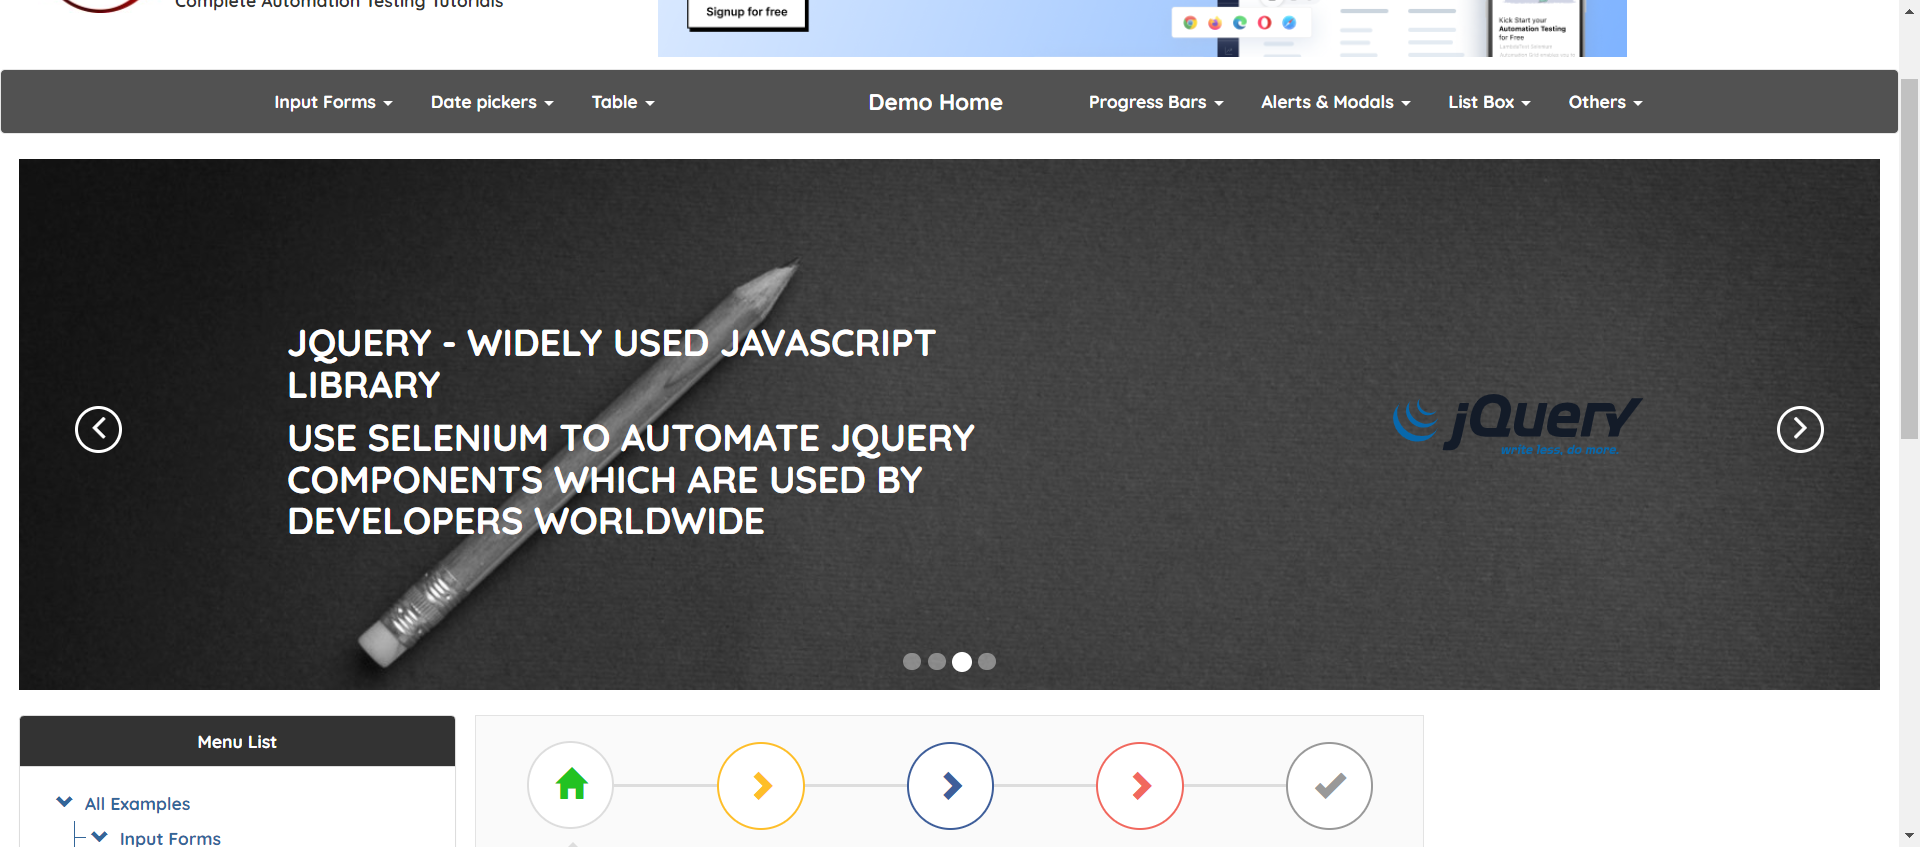 Complete Automation Testing Tutorials
Signup for free
Kick Start your
Automation Testing
for Free
Input Forms
Date pickers
Table
Demo Home
Progress Bars
Alerts & Modals
List Box
Others
JQUERY - WIDELY USED JAVASCRIPT
LIBRARY
USE SELENIUM TO AUTOMATE JQUERY
COMPONENTS WHICH ARE USED BY
DEVELOPERS WORLDWIDE
jQuery
write less, do more.
Menu List
All Examples
Input Forms